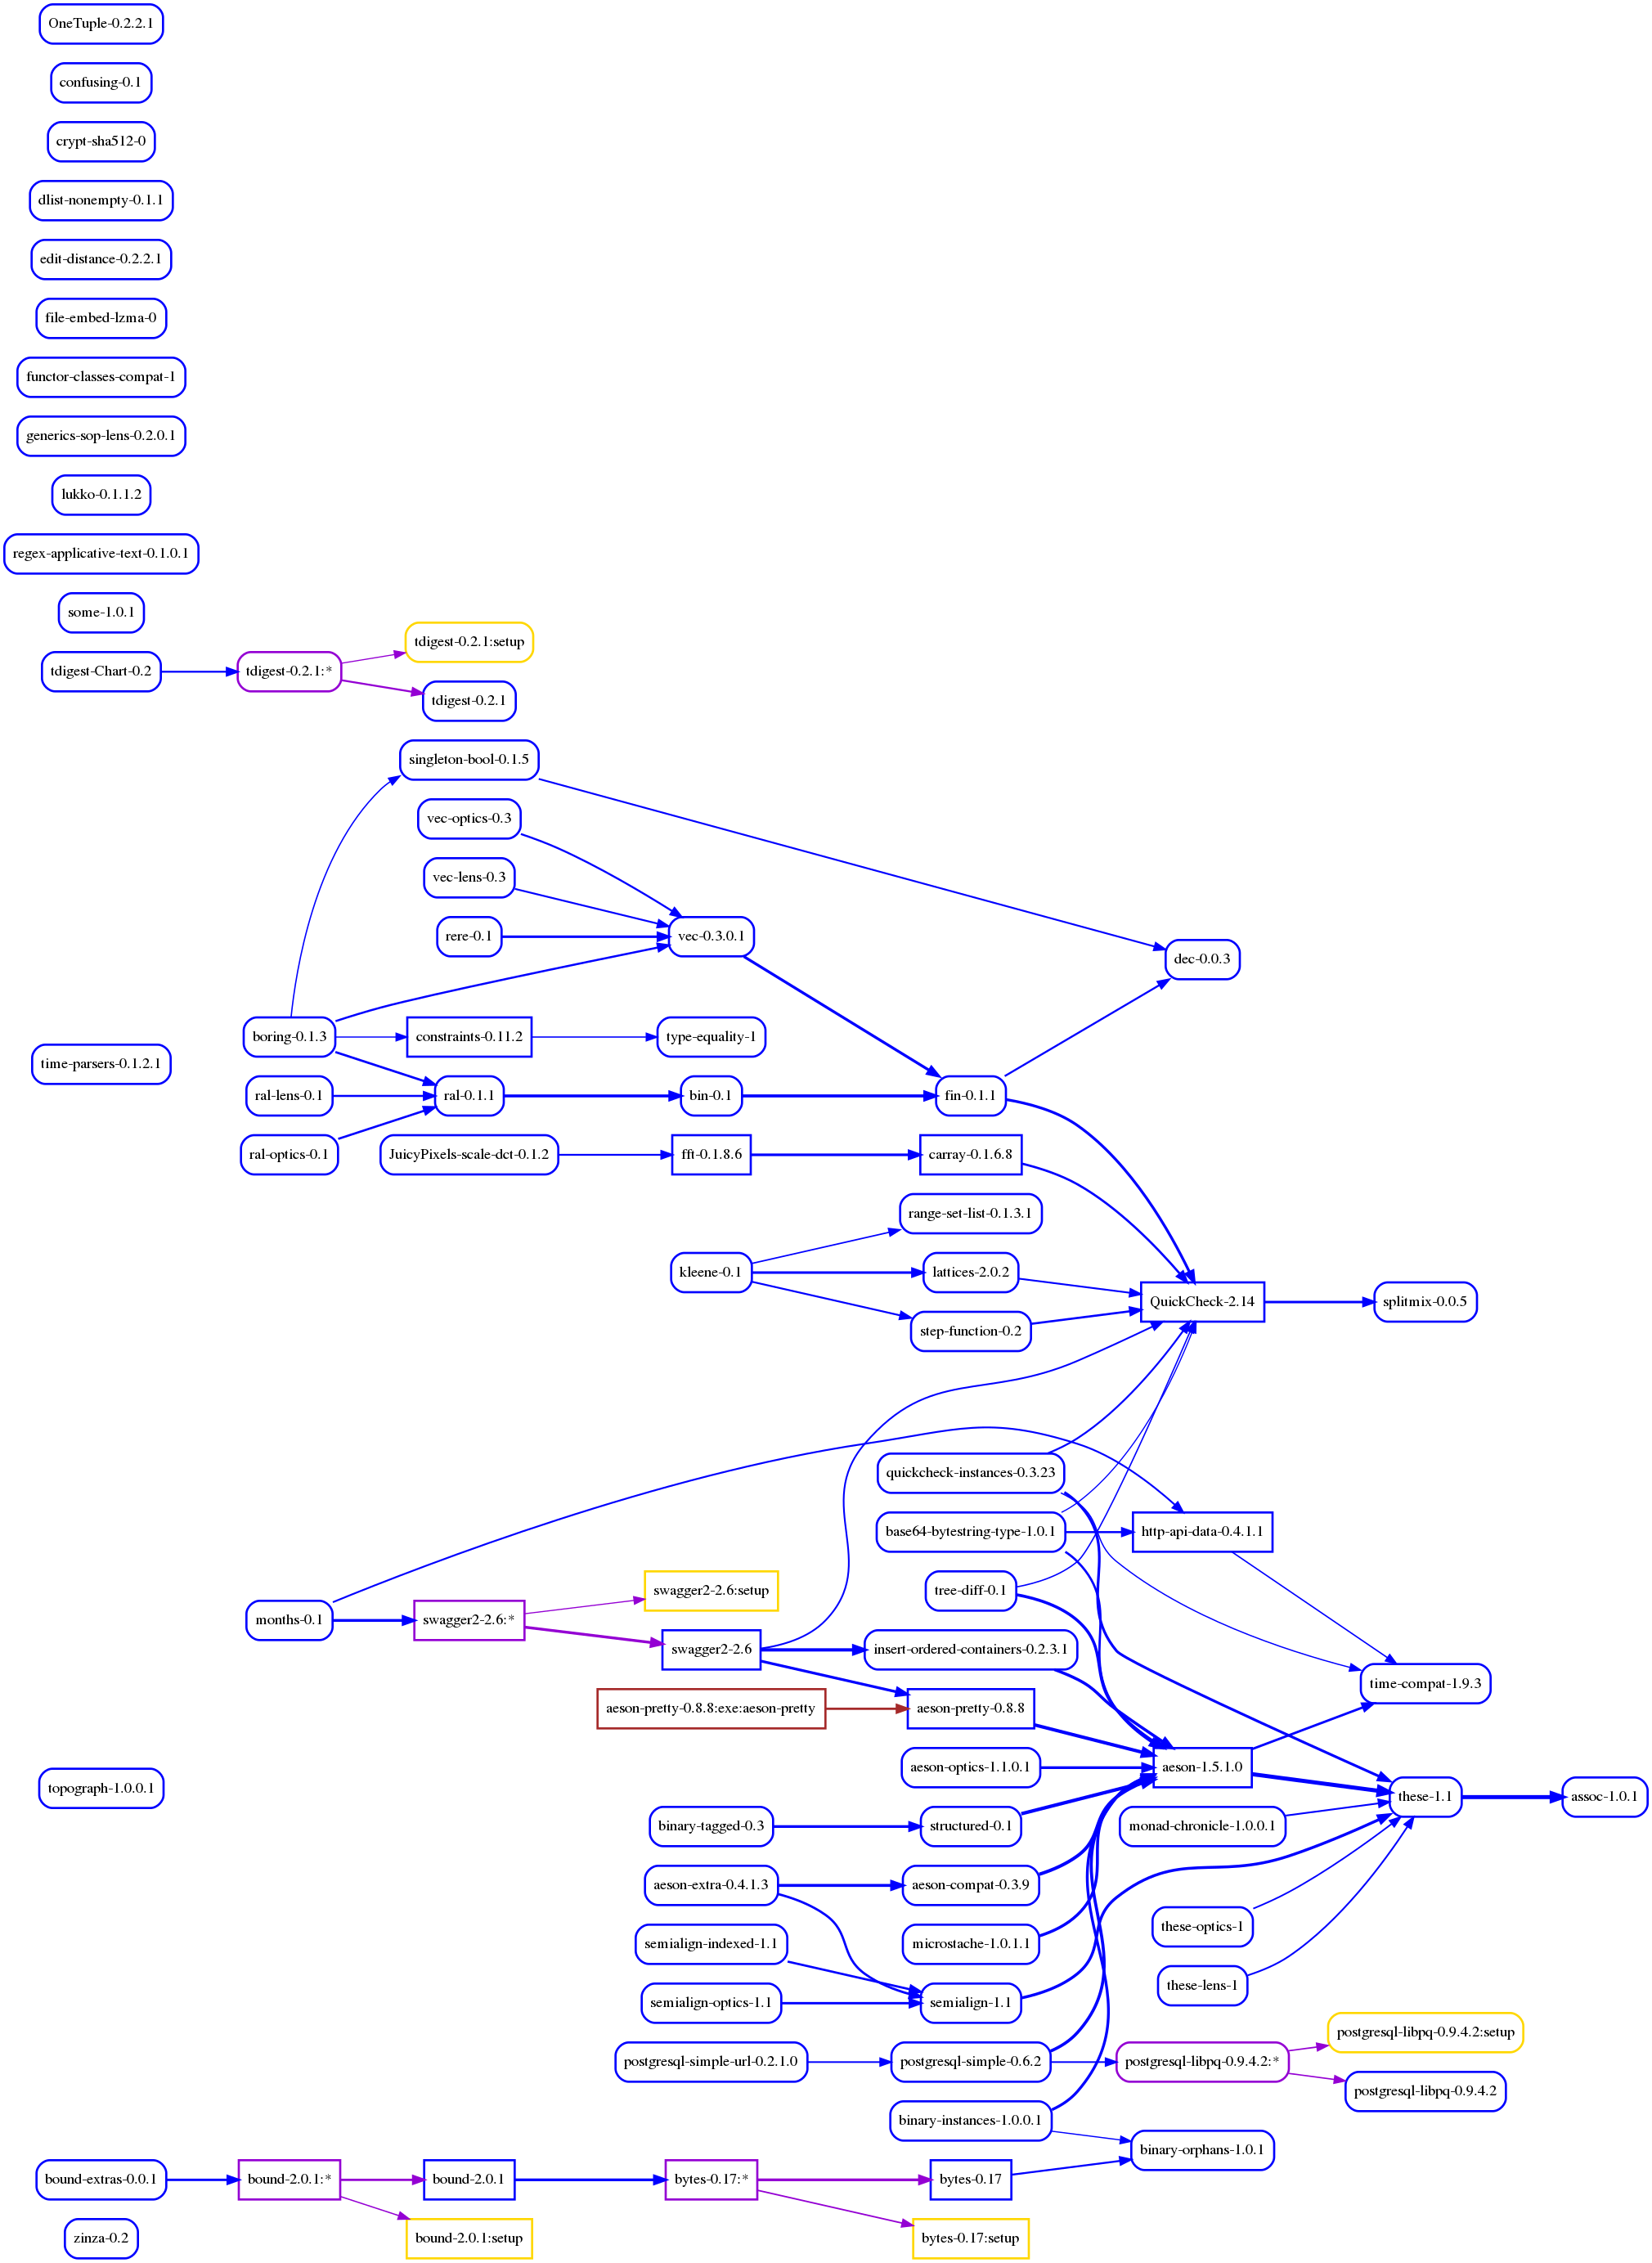 OneTuple-0.2.2.1
confusing-0.1
crypt-sha512-0
dlist-nonempty-0.1.1
edit-distance-0.2.2.1
file-embed-lzma-0
functor-classes-compat-1
generics-sop-lens-0.2.0.1
lukko-0.1.1.2
regex-applicative-text-0.1.0.1
some-1.0.1
tdigest-0.2.1:setup
tdigest-Chart-0.2
tdigest-0.2.1:*
tdigest-0.2.1
singleton-bool-0.1.5
vec-optics-0.3
vec-lens-0.3
rere-0.1
vec-0.3.0.1
dec-0.0.3
boring-0.1.3
constraints-0.11.2
type-equality-1
time-parsers-0.1.2.1
ral-lens-0.1
ral-0.1.1
bin-0.1
fin-0.1.1
ral-optics-0.1
JuicyPixels-scale-dct-0.1.2
fft-0.1.8.6
carray-0.1.6.8
range-set-list-0.1.3.1
kleene-0.1
lattices-2.0.2
QuickCheck-2.14
splitmix-0.0.5
step-function-0.2
quickcheck-instances-0.3.23
base64-bytestring-type-1.0.1
http-api-data-0.4.1.1
swagger2-2.6:setup
tree-diff-0.1
months-0.1
swagger2-2.6:*
swagger2-2.6
insert-ordered-containers-0.2.3.1
time-compat-1.9.3
aeson-pretty-0.8.8:exe:aeson-pretty
aeson-pretty-0.8.8
aeson-optics-1.1.0.1
aeson-1.5.1.0
topograph-1.0.0.1
these-1.1
assoc-1.0.1
binary-tagged-0.3
structured-0.1
monad-chronicle-1.0.0.1
aeson-extra-0.4.1.3
aeson-compat-0.3.9
these-optics-1
semialign-indexed-1.1
microstache-1.0.1.1
these-lens-1
semialign-optics-1.1
semialign-1.1
postgresql-libpq-0.9.4.2:setup
postgresql-simple-url-0.2.1.0
postgresql-simple-0.6.2
postgresql-libpq-0.9.4.2:*
postgresql-libpq-0.9.4.2
binary-instances-1.0.0.1
binary-orphans-1.0.1
bound-extras-0.0.1
bound-2.0.1:*
bound-2.0.1
bytes-0.17:*
bytes-0.17
zinza-0.2
bound-2.0.1:setup
bytes-0.17:setup